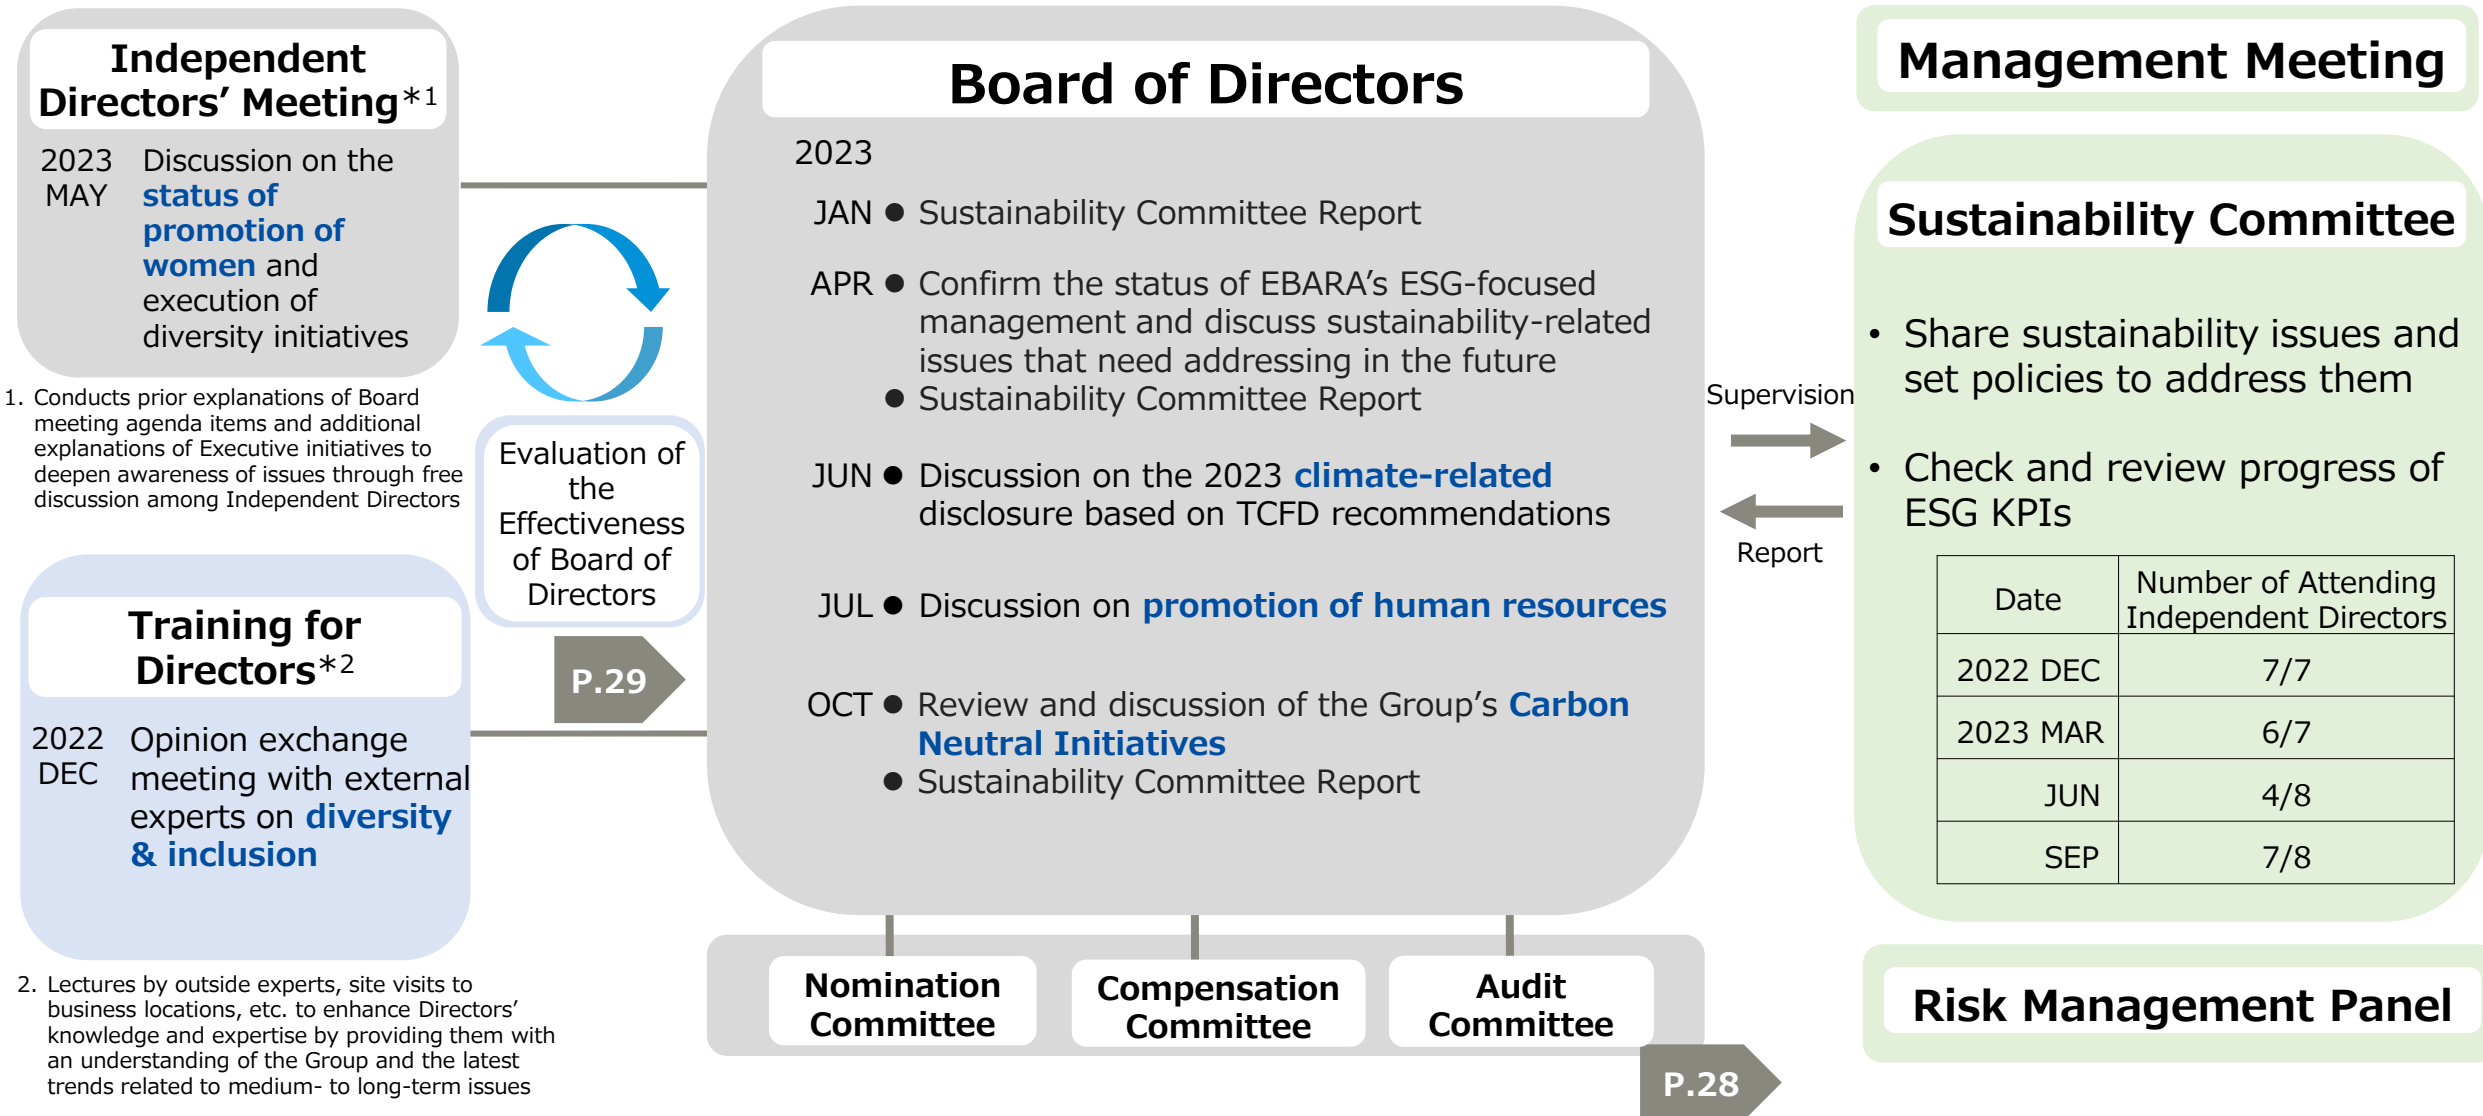 Independent
Directors’ Meeting*1
2023
MAY
Discussion on the
status of
promotion of
women and
execution of
diversity initiatives
1. Conducts prior explanations of Board
meeting agenda items and additional
explanations of Executive initiatives to
deepen awareness of issues through free
discussion among Independent Directors
Training for
Directors*2
2022
DEC
Opinion exchange
meeting with external
experts on diversity
& inclusion
2. Lectures by outside experts, site visits to
business locations, etc. to enhance Directors’
knowledge and expertise by providing them with
an understanding of the Group and the latest
trends related to medium- to long-term issues
Evaluation of
the
Effectiveness
of Board of
Directors
P.29
Board of Directors
2023
JAN ● Sustainability Committee Report
APR ● Confirm the status of EBARA’s ESG-focused
management and discuss sustainability-related
issues that need addressing in the future
● Sustainability Committee Report
JUN ● Discussion on the 2023 climate-related
disclosure based on TCFD recommendations
JUL ● Discussion on promotion of human resources
OCT ● Review and discussion of the Group’s Carbon
Neutral Initiatives
● Sustainability Committee Report
Nomination
Committee
Compensation
Committee
Audit
Committee
P.28
Supervision
Report
Management Meeting
Sustainability Committee
• Share sustainability issues and
set policies to address them
• Check and review progress of
ESG KPIs
Date
Number of Attending
Independent Directors
2022 DEC 7/7
2023 MAR 6/7
JUN 4/8
SEP 7/8
Risk Management Panel